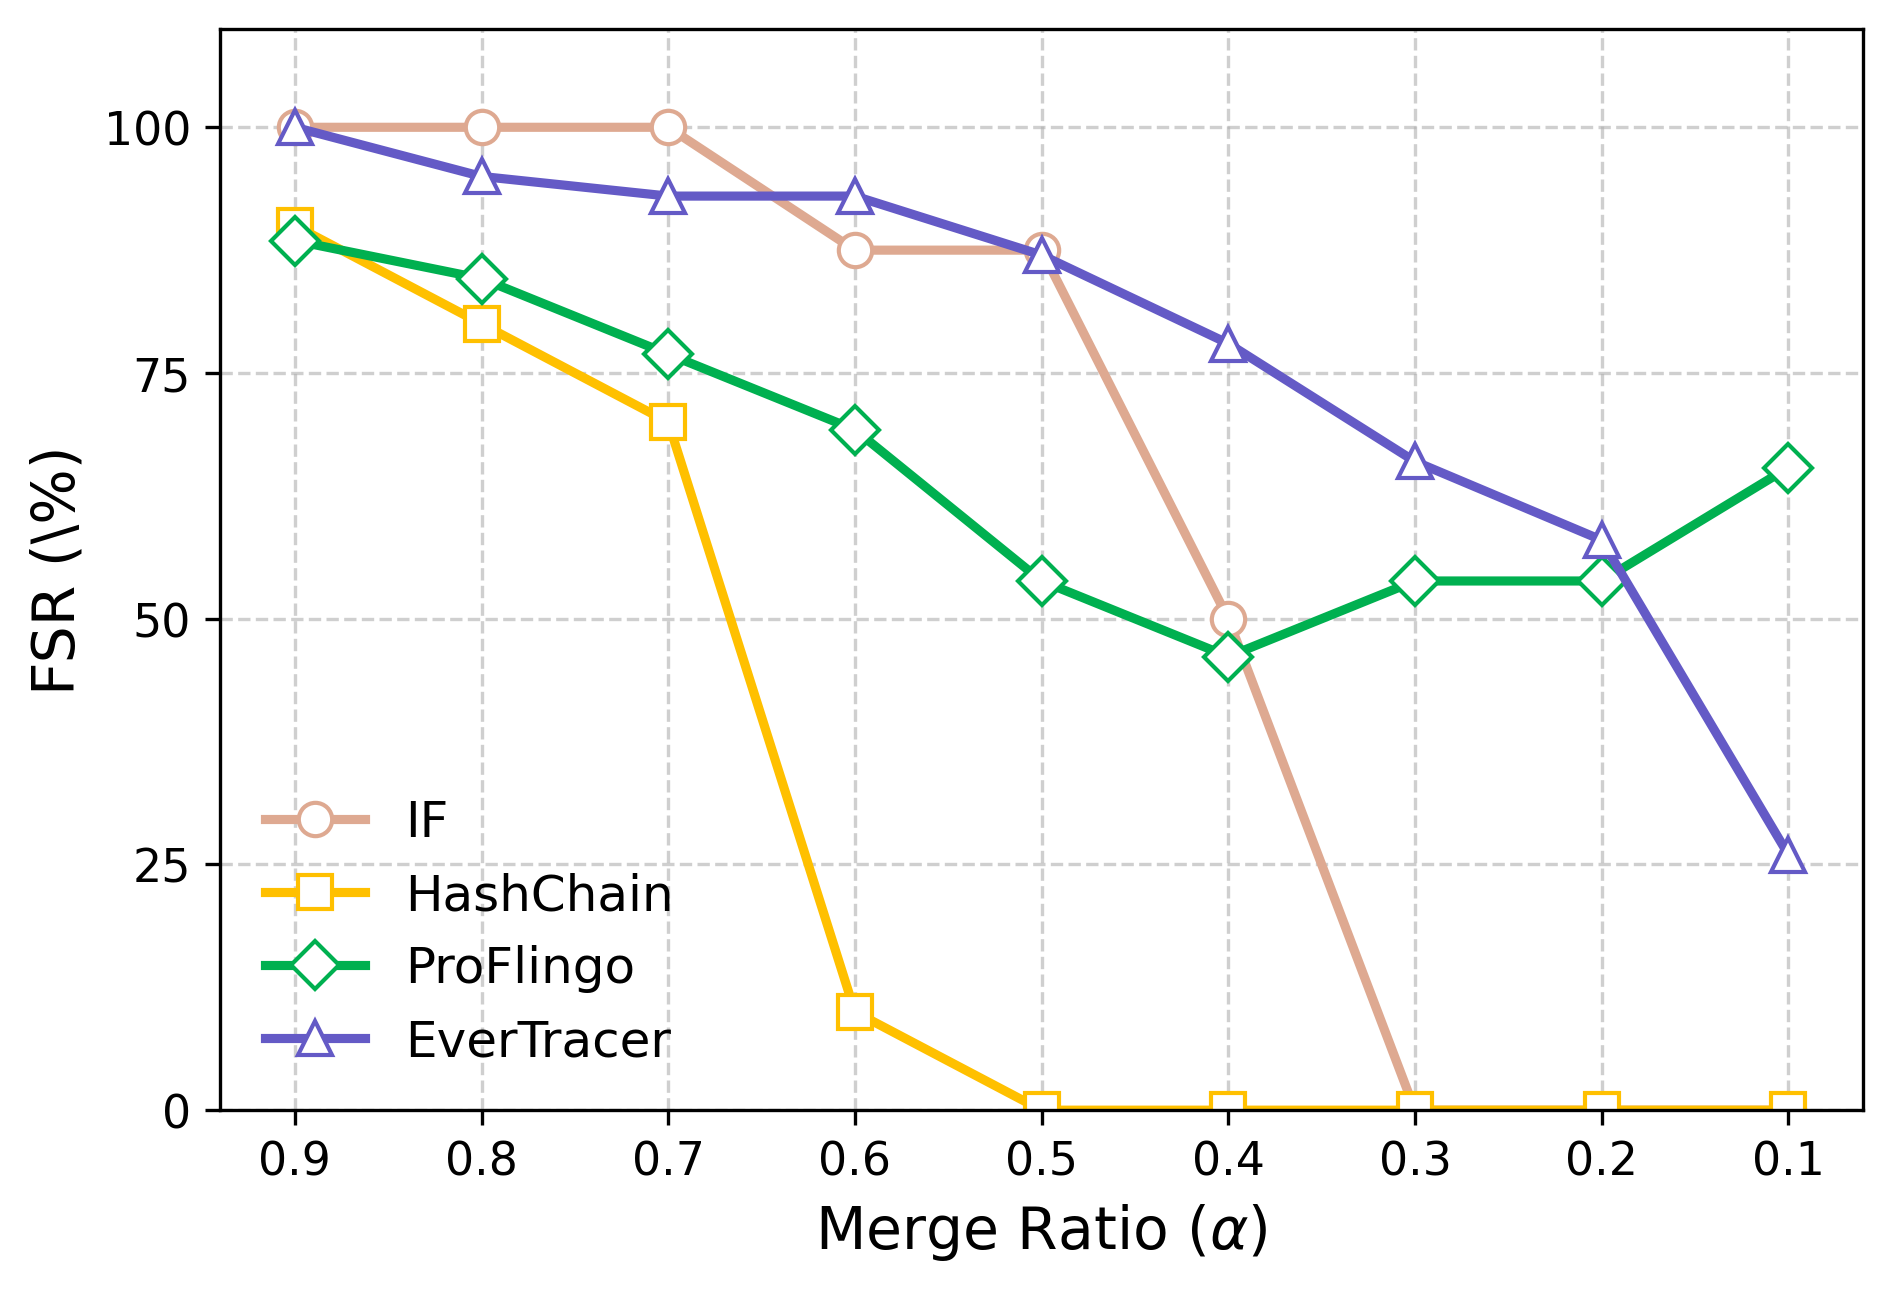 100
75
50
25
0
FSR (\%)
IF
HashChain
ProFlingo
EverTracer
0.9 0.8 0.7 0.6 0.5 0.4 0.3 0.2 0.1
Merge Ratio (α)